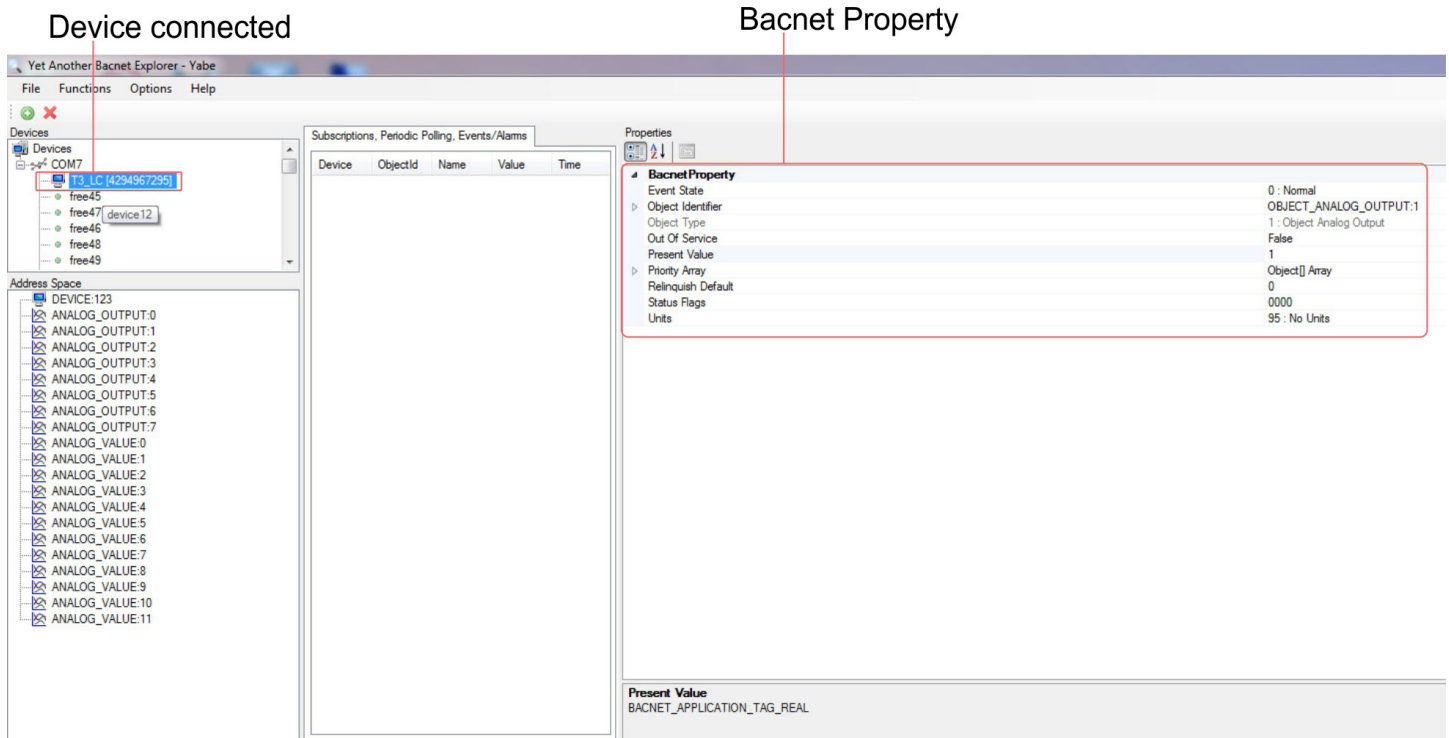 Device connected
Bacnet Property
Yet Another Bacnet Explorer - Yabe
File Functions Options Help
Devices
Devices
COM7
T3_LC [4294967295]
free45
free47
device12
free46
free48
free49
Address Space
DEVICE:123
ANALOG_OUTPUT:0
ANALOG_OUTPUT:1
ANALOG_OUTPUT:2
ANALOG_OUTPUT:3
ANALOG_OUTPUT:4
ANALOG_OUTPUT:5
ANALOG_OUTPUT:6
ANALOG_OUTPUT:7
ANALOG_VALUE:0
ANALOG_VALUE:1
ANALOG_VALUE:2
ANALOG_VALUE:3
ANALOG_VALUE:4
ANALOG_VALUE:5
ANALOG_VALUE:6
ANALOG_VALUE:7
ANALOG_VALUE:8
ANALOG_VALUE:9
ANALOG_VALUE:10
ANALOG_VALUE:11
Subscriptions, Periodic Polling, Events/Alarms
Device ObjectId Name Value Time
Properties
BacnetProperty
Event State 0 : Normal
Object Identifier OBJECT_ANALOG_OUTPUT:1
Object Type 1 : Object Analog Output
Out Of Service False
Present Value 1
Priority Array Object[] Array
Relinquish Default 0
Status Flags 0000
Units 95 : No Units
Present Value
BACNET_APPLICATION_TAG_REAL